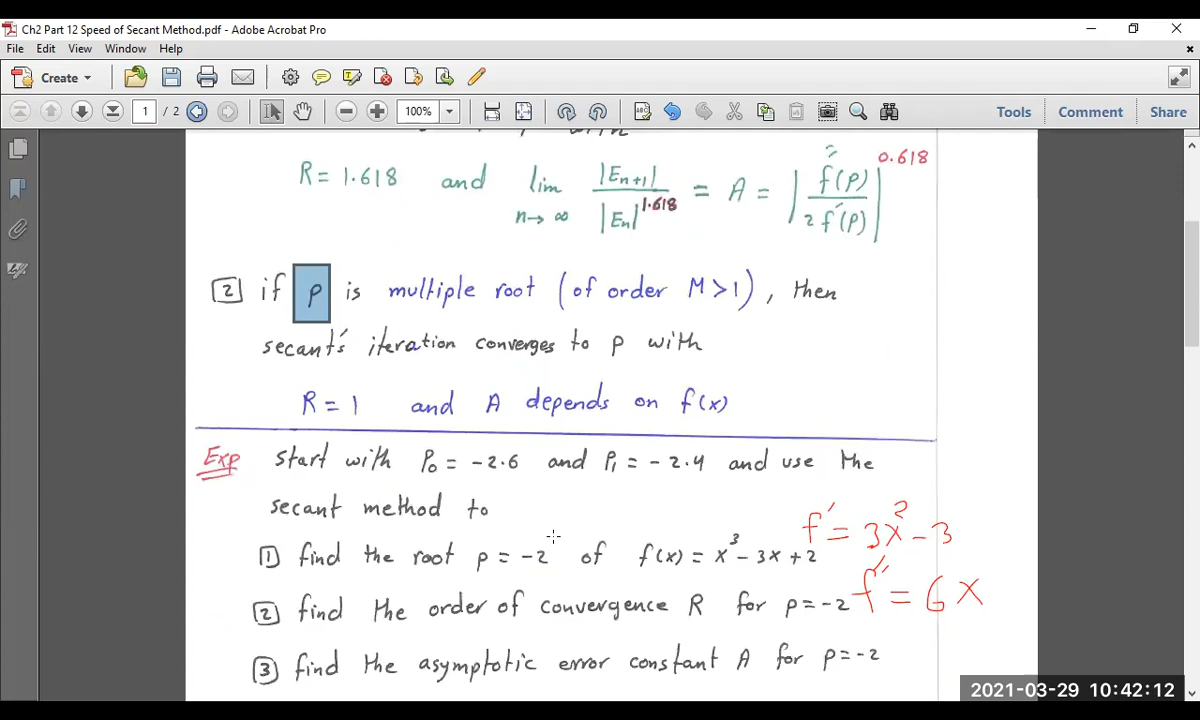 Ch2 Part 12 Speed of Secant Method.pdf - Adobe Acrobat Pro
File Edit View Window Help
Create
1 / 2 100% Tools Comment Share
R = 1.618 and lim n→∞ |En+1| / |En|^1.618 = A = | f''(p) / 2 f'(p) |^0.618
2 if p is multiple root (of order M > 1), then
secant's iteration converges to p with
R = 1 and A depends on f(x)
Exp start with P0 = -2.6 and P1 = -2.4 and use the
secant method to
f' = 3x² - 3
1 find the root p = -2 of f(x) = x³ - 3x + 2
f'' = 6x
2 find the order of convergence R for p = -2
3 find the asymptotic error constant A for p = -2
2021-03-29 10:42:12